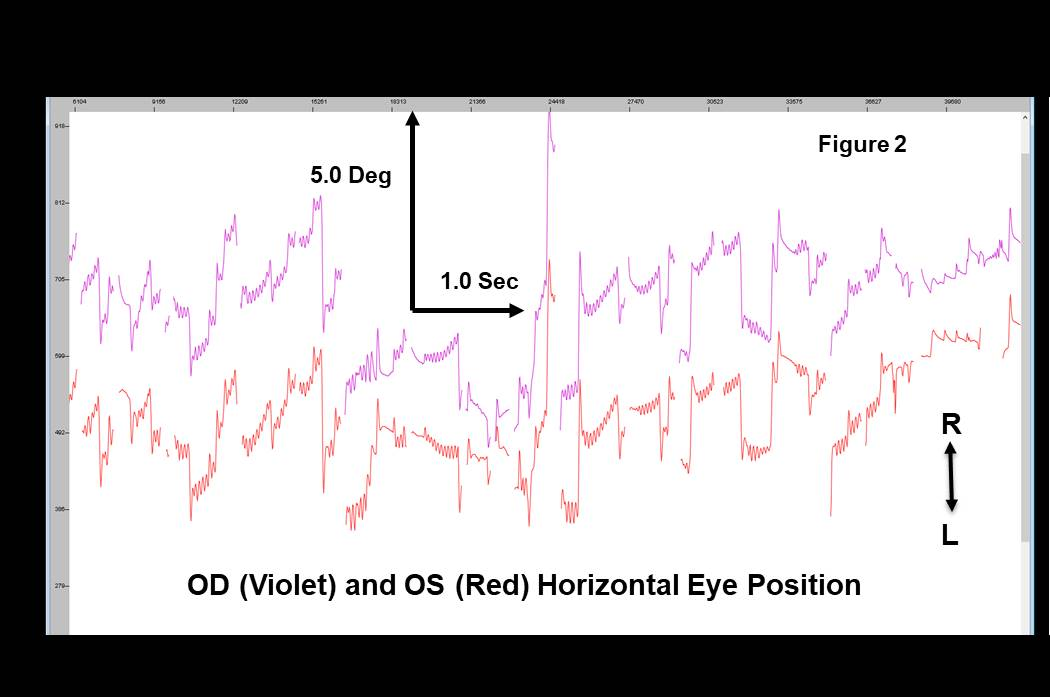 6104 9156 12209 15261 18313 21366 24418 27470 30523 33575 36627 39680
918
Figure 2
5.0 Deg
812
705
1.0 Sec
599
492
R
386
L
279
OD (Violet) and OS (Red) Horizontal Eye Position